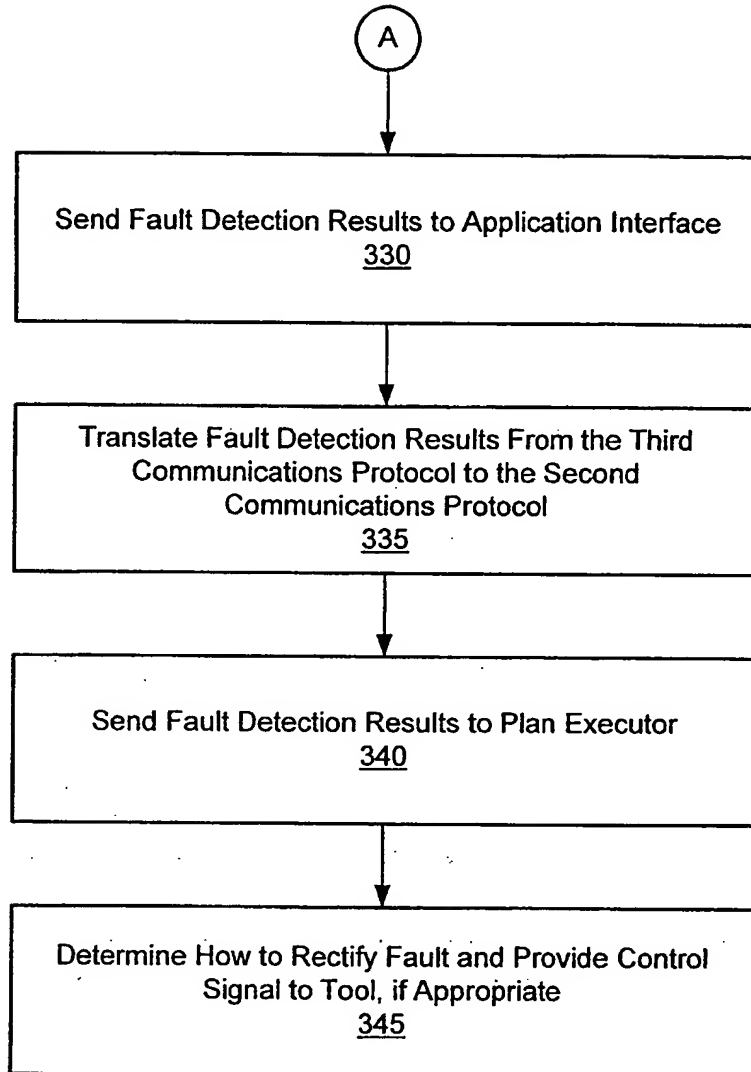 A
Send Fault Detection Results to Application Interface
330
Translate Fault Detection Results From the Third
Communications Protocol to the Second
Communications Protocol
335
Send Fault Detection Results to Plan Executor
340
Determine How to Rectify Fault and Provide Control
Signal to Tool, if Appropriate
345